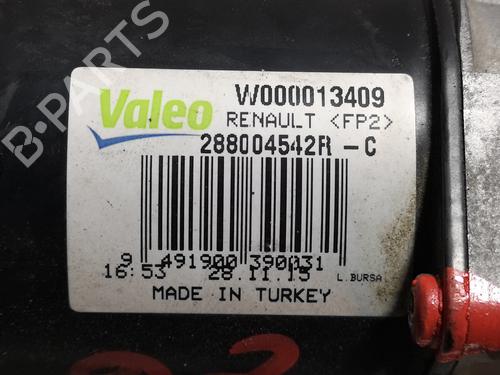 B-PARTS
Valeo
W000013409
RENAULT <FP2>
288004542R - C
9 491900 390031
16:53 28.11.15 L.BURSA
MADE IN TURKEY